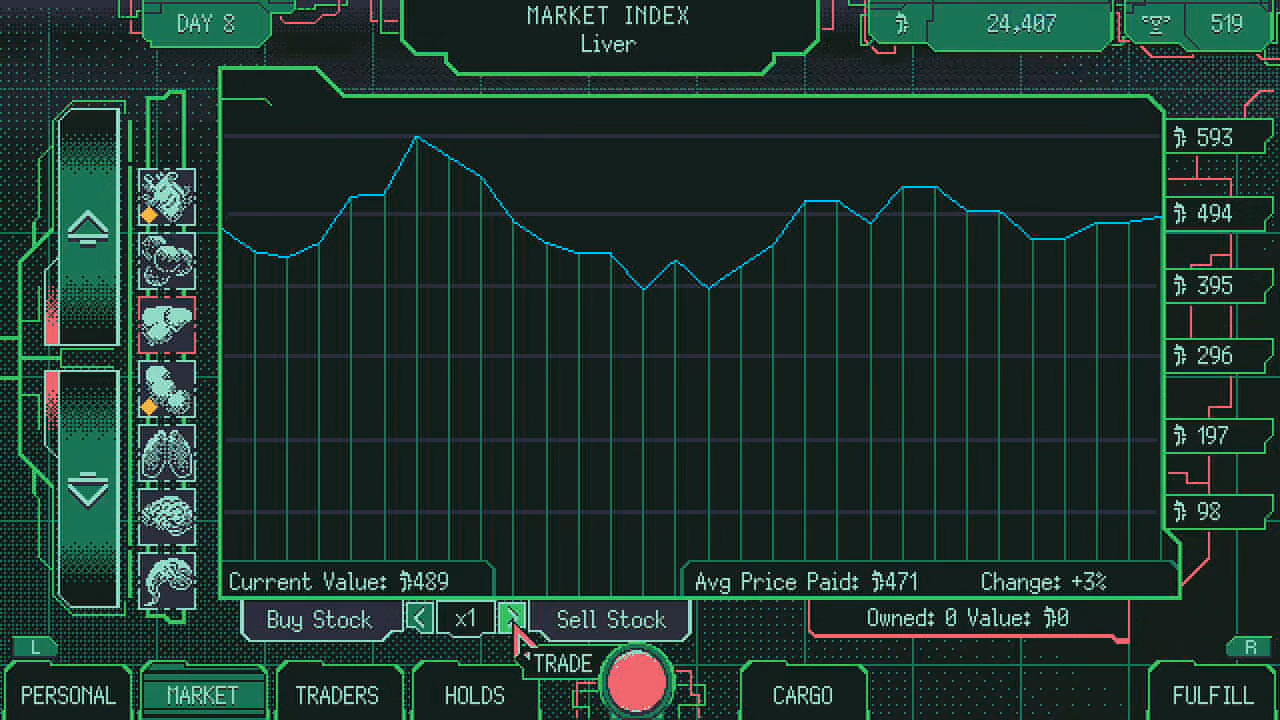 DAY 8
MARKET INDEX
Liver
24,407
519
593
494
395
296
197
98
Current Value: 489
Avg Price Paid: 471 Change: +3%
Buy Stock < x1 > Sell Stock
Owned: 0 Value: 0
L
R
TRADE
PERSONAL
MARKET
TRADERS
HOLDS
CARGO
FULFILL